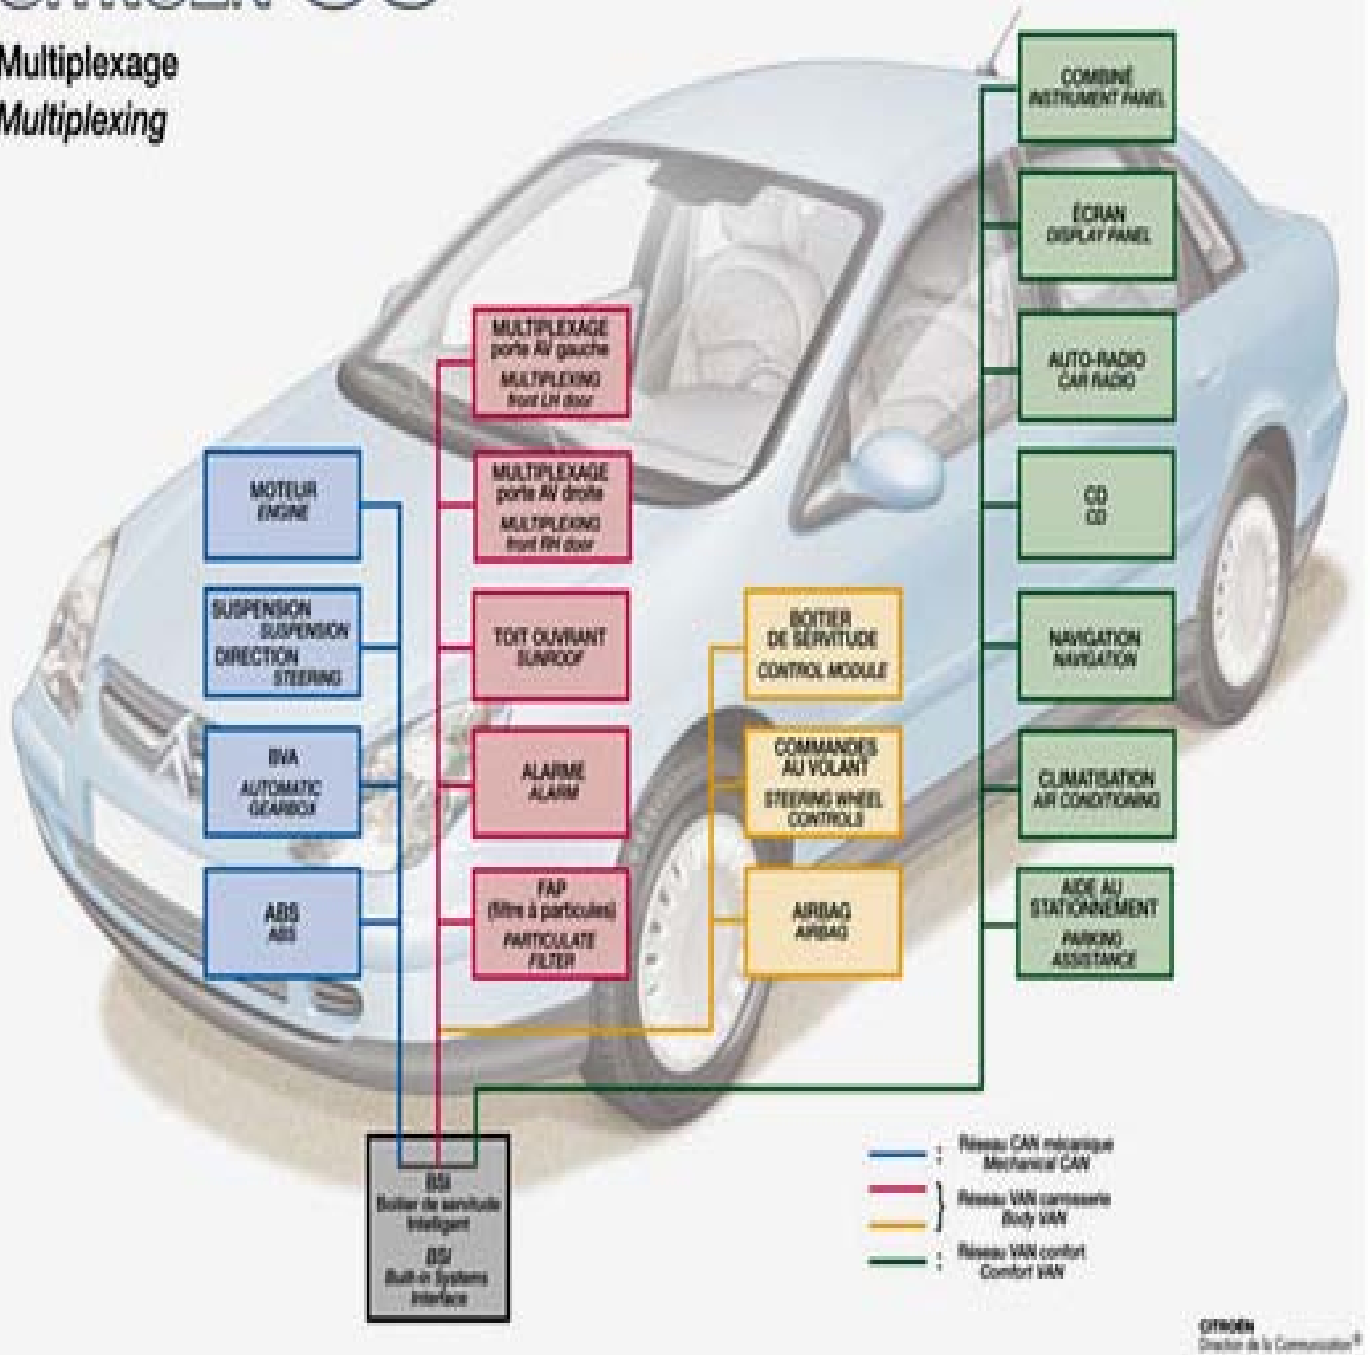 Multiplexage
Multiplexing
COMBINÉ
INSTRUMENT PANEL
ÉCRAN
DISPLAY PANEL
MULTIPLEXAGE
porte AV gauche
MULTIPLEXING
front LH door
AUTO-RADIO
CAR RADIO
MOTEUR
ENGINE
MULTIPLEXAGE
porte AV droite
MULTIPLEXING
front RH door
CD
CD
SUSPENSION
SUSPENSION
DIRECTION
STEERING
TOIT OUVRANT
SUNROOF
BOITIER
DE SERVITUDE
CONTROL MODULE
NAVIGATION
NAVIGATION
BVA
AUTOMATIC
GEARBOX
ALARME
ALARM
COMMANDES
AU VOLANT
STEERING WHEEL
CONTROLS
CLIMATISATION
AIR CONDITIONING
ABS
ABS
FAP
(filtre à particules)
PARTICULATE
FILTER
AIRBAG
AIRBAG
AIDE AU
STATIONNEMENT
PARKING
ASSISTANCE
BSI
Boitier de servitude
Intelligent
BSI
Built-in Systems
Interface
: Réseau CAN mécanique
Mechanical CAN
} Réseau VAN carrosserie
Body VAN
: Réseau VAN confort
Comfort VAN
CITROËN
Direction de la Communication ©